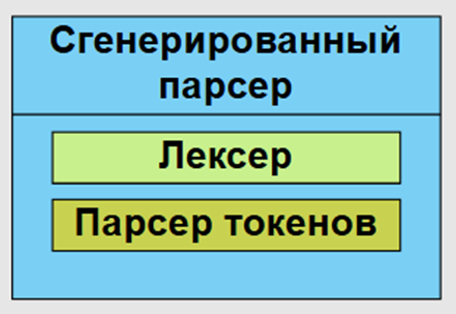 Сгенерированный
парсер
Лексер
Парсер токенов